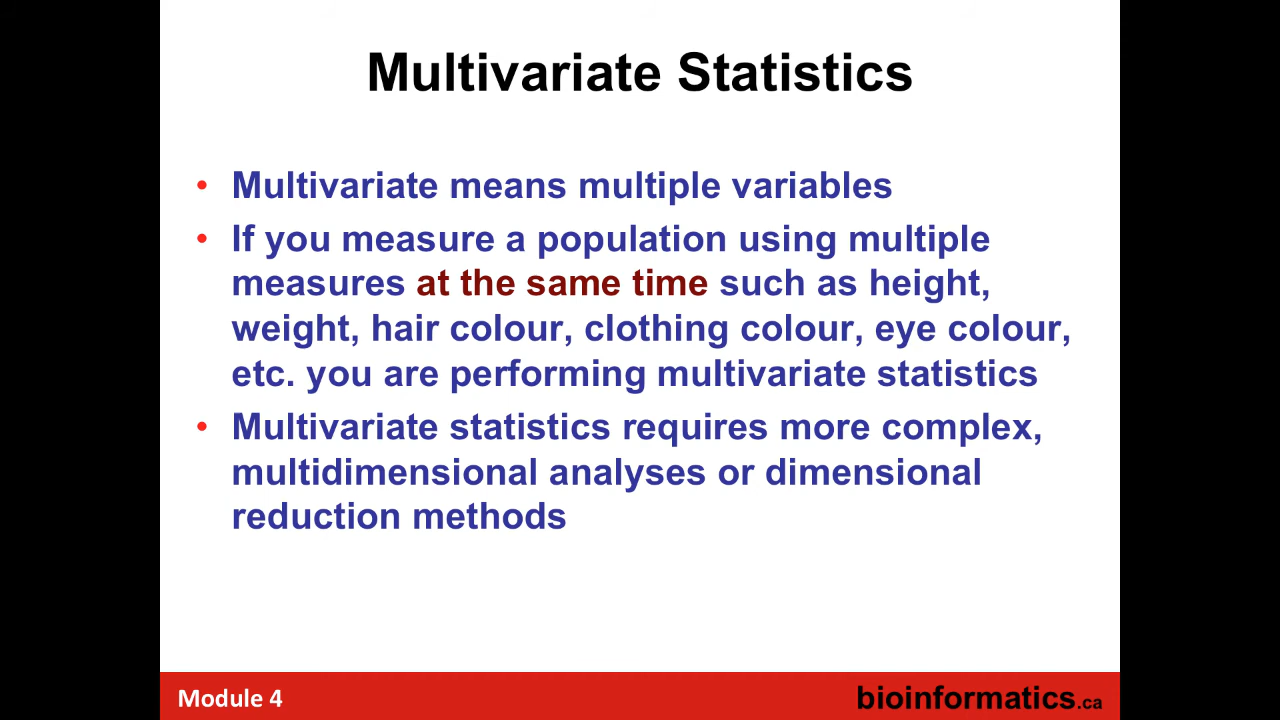 Multivariate Statistics
• Multivariate means multiple variables
• If you measure a population using multiple
measures at the same time such as height,
weight, hair colour, clothing colour, eye colour,
etc. you are performing multivariate statistics
• Multivariate statistics requires more complex,
multidimensional analyses or dimensional
reduction methods
Module 4
bioinformatics.ca